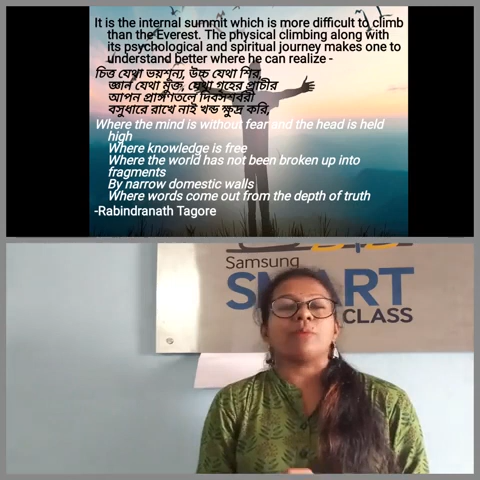 It is the internal summit which is more difficult to climb
than the Everest. The physical climbing along with
its psychological and spiritual journey makes one to
understand better where he can realize -
চিত্ত যেথা ভয়শূন্য, উচ্চ যেথা শির,
জ্ঞান যেথা মুক্ত, যেথা গৃহের প্রাচীর
আপন প্রাঙ্গণতলে দিবসশর্বরী
বসুধারে রাখে নাই খন্ড ক্ষুদ্র করি,
Where the mind is without fear and the head is held
high
Where knowledge is free
Where the world has not been broken up into
fragments
By narrow domestic walls
Where words come out from the depth of truth
-Rabindranath Tagore
Samsung
SMART
CLASS